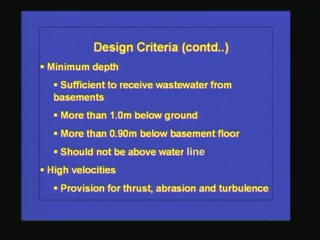 Design Criteria (contd..)
▪ Minimum depth
▪ Sufficient to receive wastewater from
basements
▪ More than 1.0m below ground
▪ More than 0.90m below basement floor
▪ Should not be above water line
▪ High velocities
▪ Provision for thrust, abrasion and turbulence